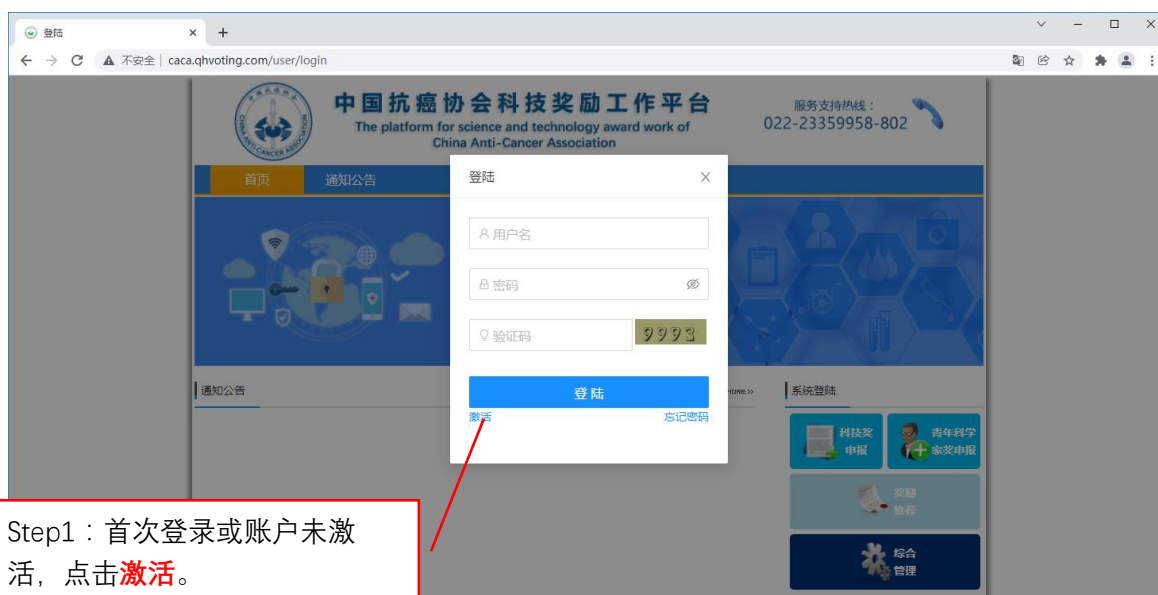 登陆
不安全 | caca.qhvoting.com/user/login
中国抗癌协会科技奖励工作平台
The platform for science and technology award work of
China Anti-Cancer Association
服务支持热线：
022-23359958-802
首页 通知公告
登陆
用户名
密码
验证码
9993
登 陆
激活 忘记密码
通知公告
MORE >>
系统登陆
科技奖
申报
青年科学
家奖申报
奖励
推荐
综合
管理
Step1：首次登录或账户未激
活，点击激活。